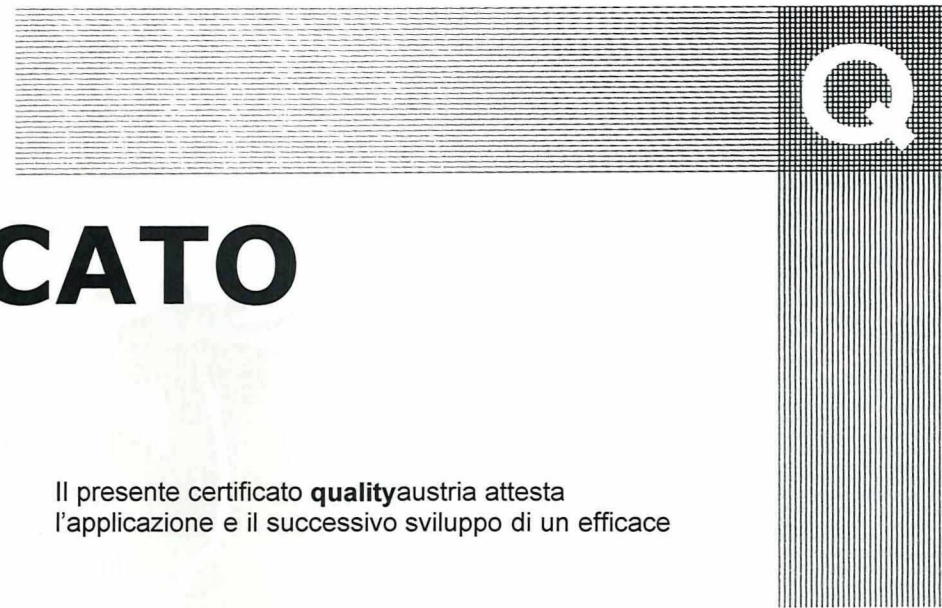 Q
CATO
Il presente certificato qualityaustria attesta
l'applicazione e il successivo sviluppo di un efficace